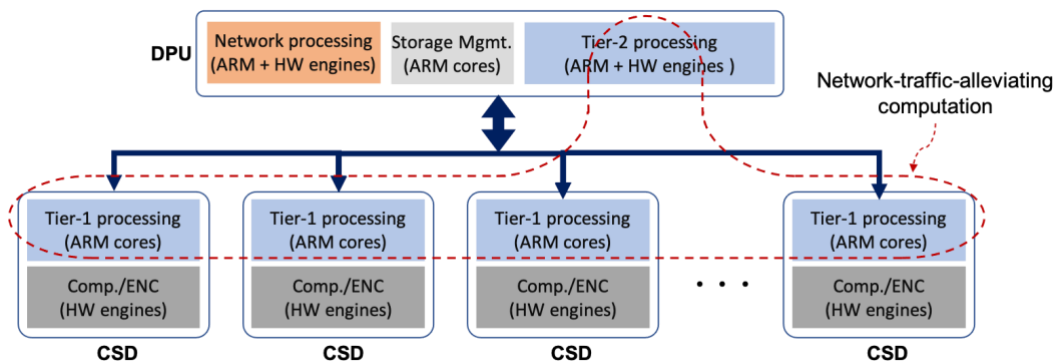 DPU
Network processing
(ARM + HW engines)
Storage Mgmt.
(ARM cores)
Tier-2 processing
(ARM + HW engines )
Network-traffic-alleviating
computation
Tier-1 processing
(ARM cores)
Comp./ENC
(HW engines)
CSD
Tier-1 processing
(ARM cores)
Comp./ENC
(HW engines)
CSD
Tier-1 processing
(ARM cores)
Comp./ENC
(HW engines)
CSD
. . .
Tier-1 processing
(ARM cores)
Comp./ENC
(HW engines)
CSD